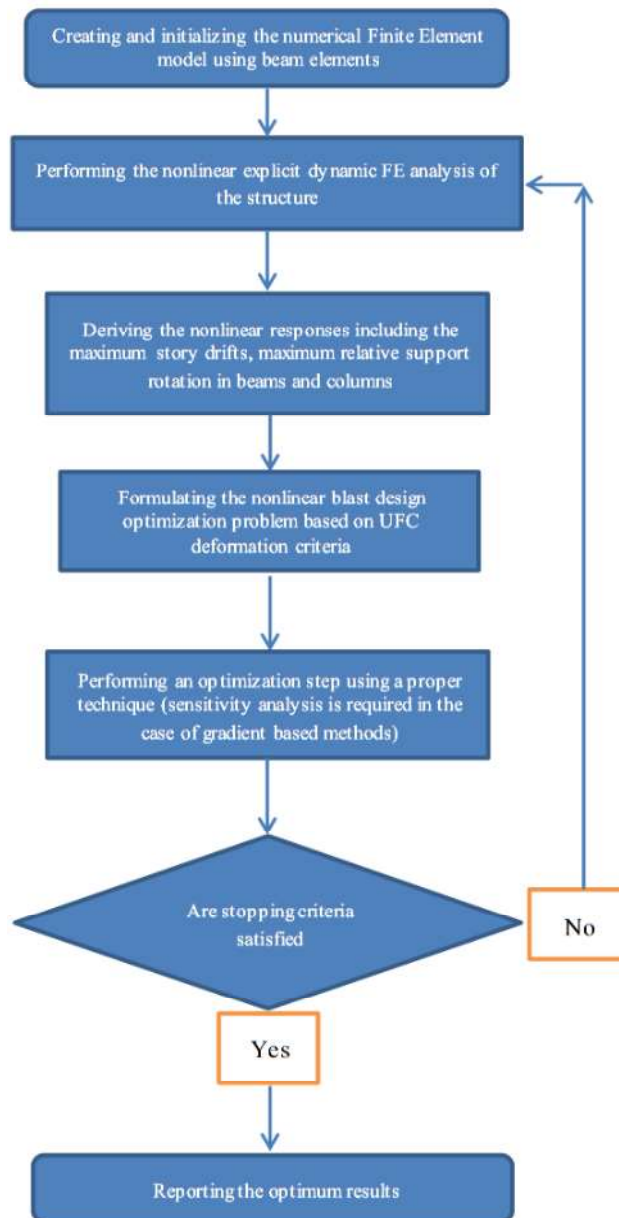 Creating and initializing the numerical Finite Element
model using beam elements
Performing the nonlinear explicit dynamic FE analysis of
the structure
Deriving the nonlinear responses including the
maximum story drifts, maximum relative support
rotation in beams and columns
Formulating the nonlinear blast design
optimization problem based on UFC
deformation criteria
Performing an optimization step using a proper
technique (sensitivity analysis is required in the
case of gradient based methods)
Are stopping criteria
satisfied
No
Yes
Reporting the optimum results